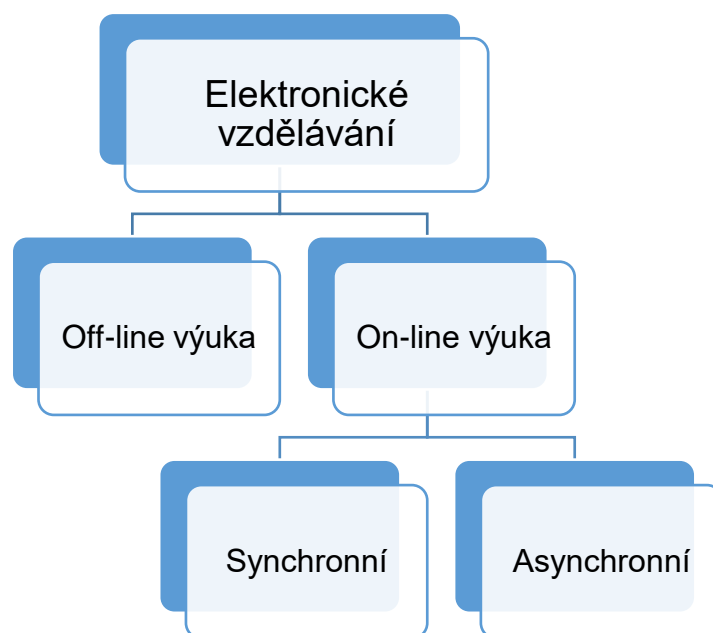 Elektronické
vzdělávání
Off-line výuka
On-line výuka
Synchronní
Asynchronní